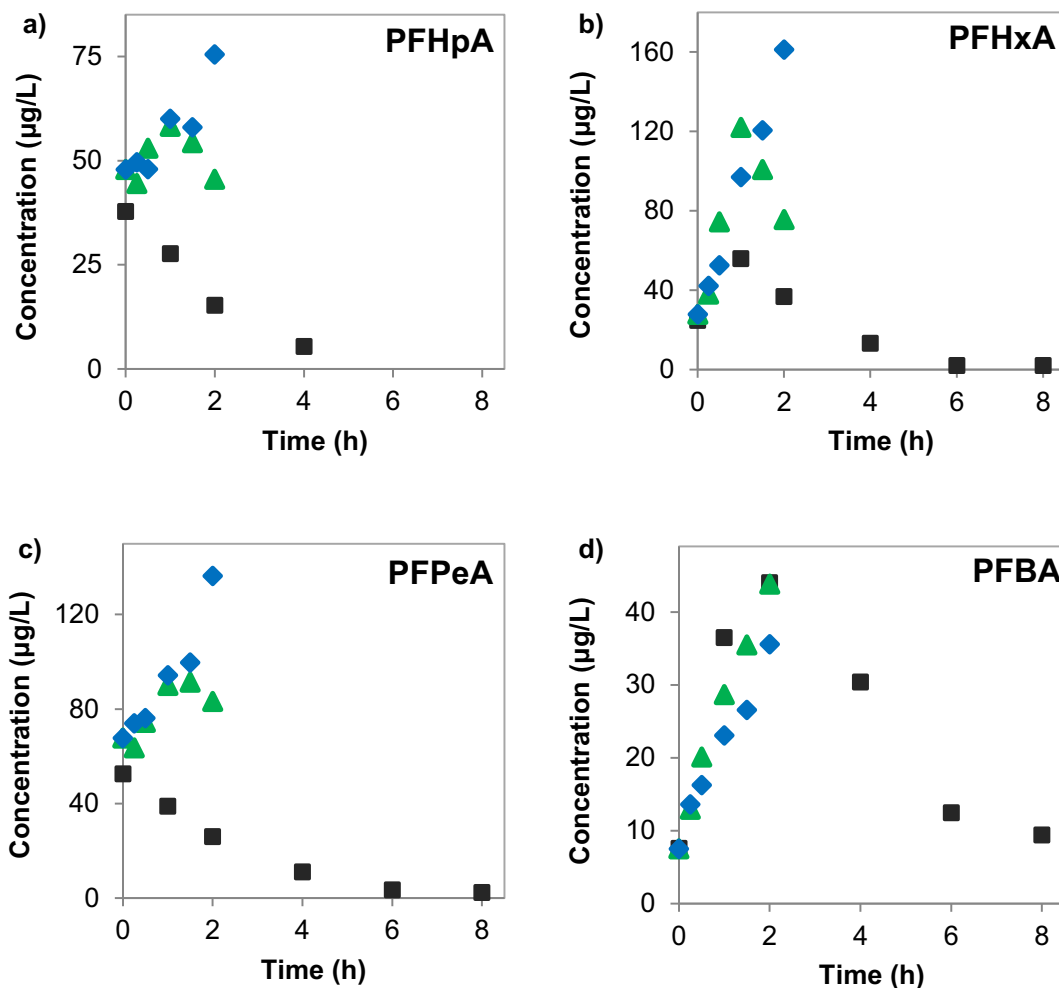 a)
PFHpA
75
50
25
0
0 2 4 6 8
Concentration (µg/L)
Time (h)
b)
PFHxA
160
120
80
40
0
0 2 4 6 8
Concentration (µg/L)
Time (h)
c)
PFPeA
120
80
40
0
0 2 4 6 8
Concentration (µg/L)
Time (h)
d)
PFBA
40
30
20
10
0
0 2 4 6 8
Concentration (µg/L)
Time (h)